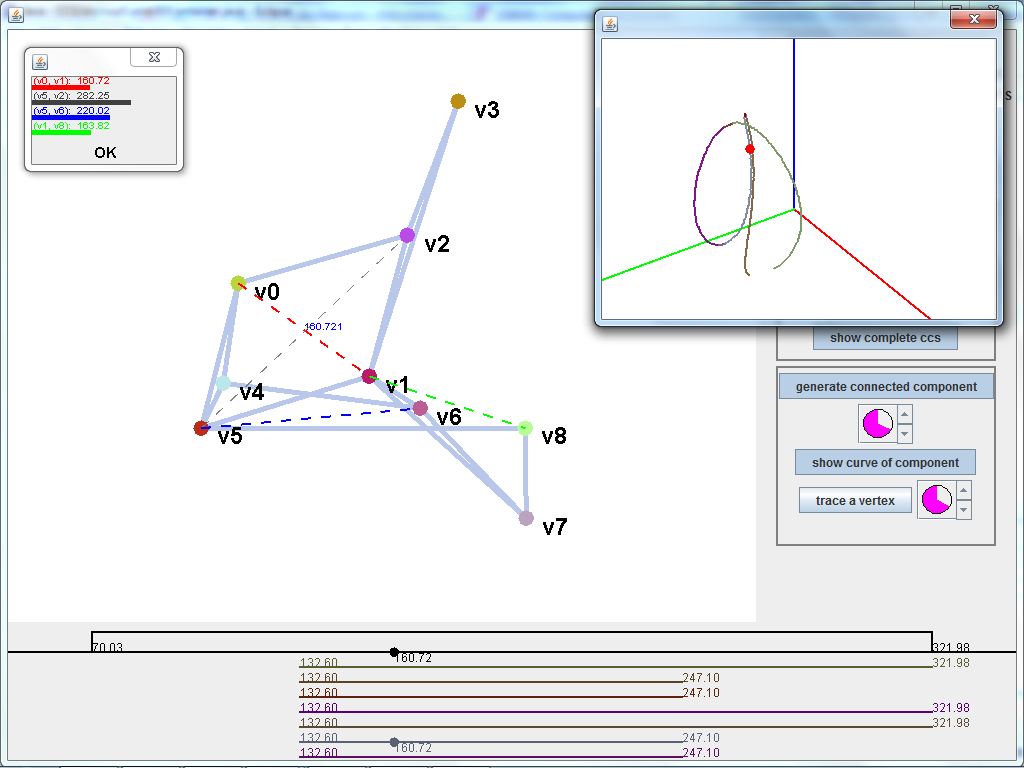 (v0, v1): 160.72
(v5, v2): 282.25
(v5, v6): 220.02
(v1, v8): 163.82
OK
v3
v2
v0
160.721
v4
v1
v6
v5
v8
v7
show complete ccs
generate connected component
show curve of component
trace a vertex
70.03
321.98
160.72
132.60
321.98
132.60
247.10
132.60
247.10
132.60
321.98
132.60
321.98
132.60
247.10
160.72
132.60
247.10